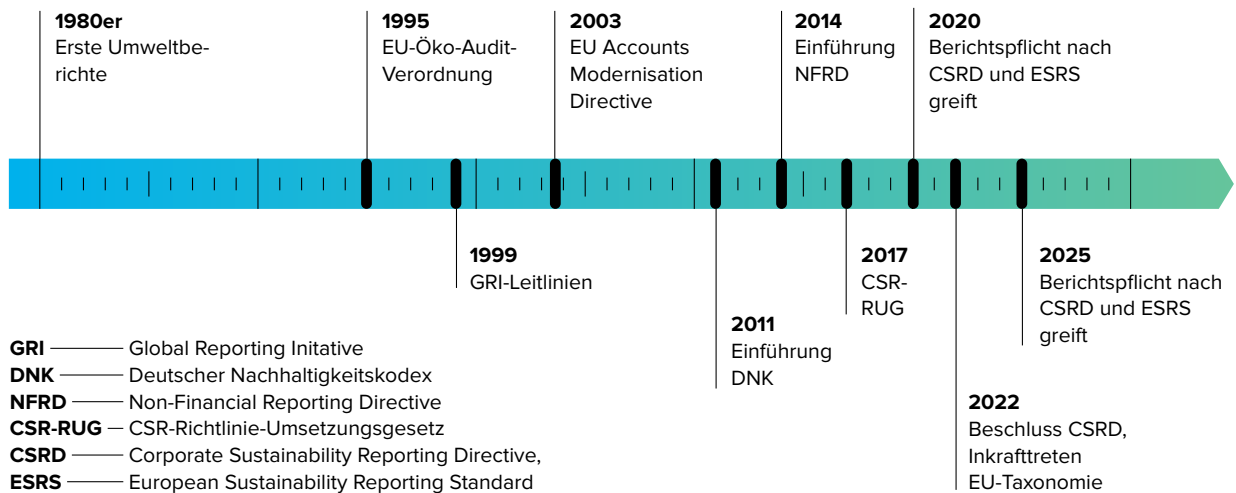 1980er
Erste Umweltbe-
richte
1995
EU-Öko-Audit-
Verordnung
2003
EU Accounts
Modernisation
Directive
2014
Einführung
NFRD
2020
Berichtspflicht nach
CSRD und ESRS
greift
1999
GRI-Leitlinien
2011
Einführung
DNK
2017
CSR-
RUG
2022
Beschluss CSRD,
Inkrafttreten
EU-Taxonomie
2025
Berichtspflicht nach
CSRD und ESRS
greift
GRI Global Reporting Initative
DNK Deutscher Nachhaltigkeitskodex
NFRD Non-Financial Reporting Directive
CSR-RUG CSR-Richtlinie-Umsetzungsgesetz
CSRD Corporate Sustainability Reporting Directive,
ESRS European Sustainability Reporting Standard